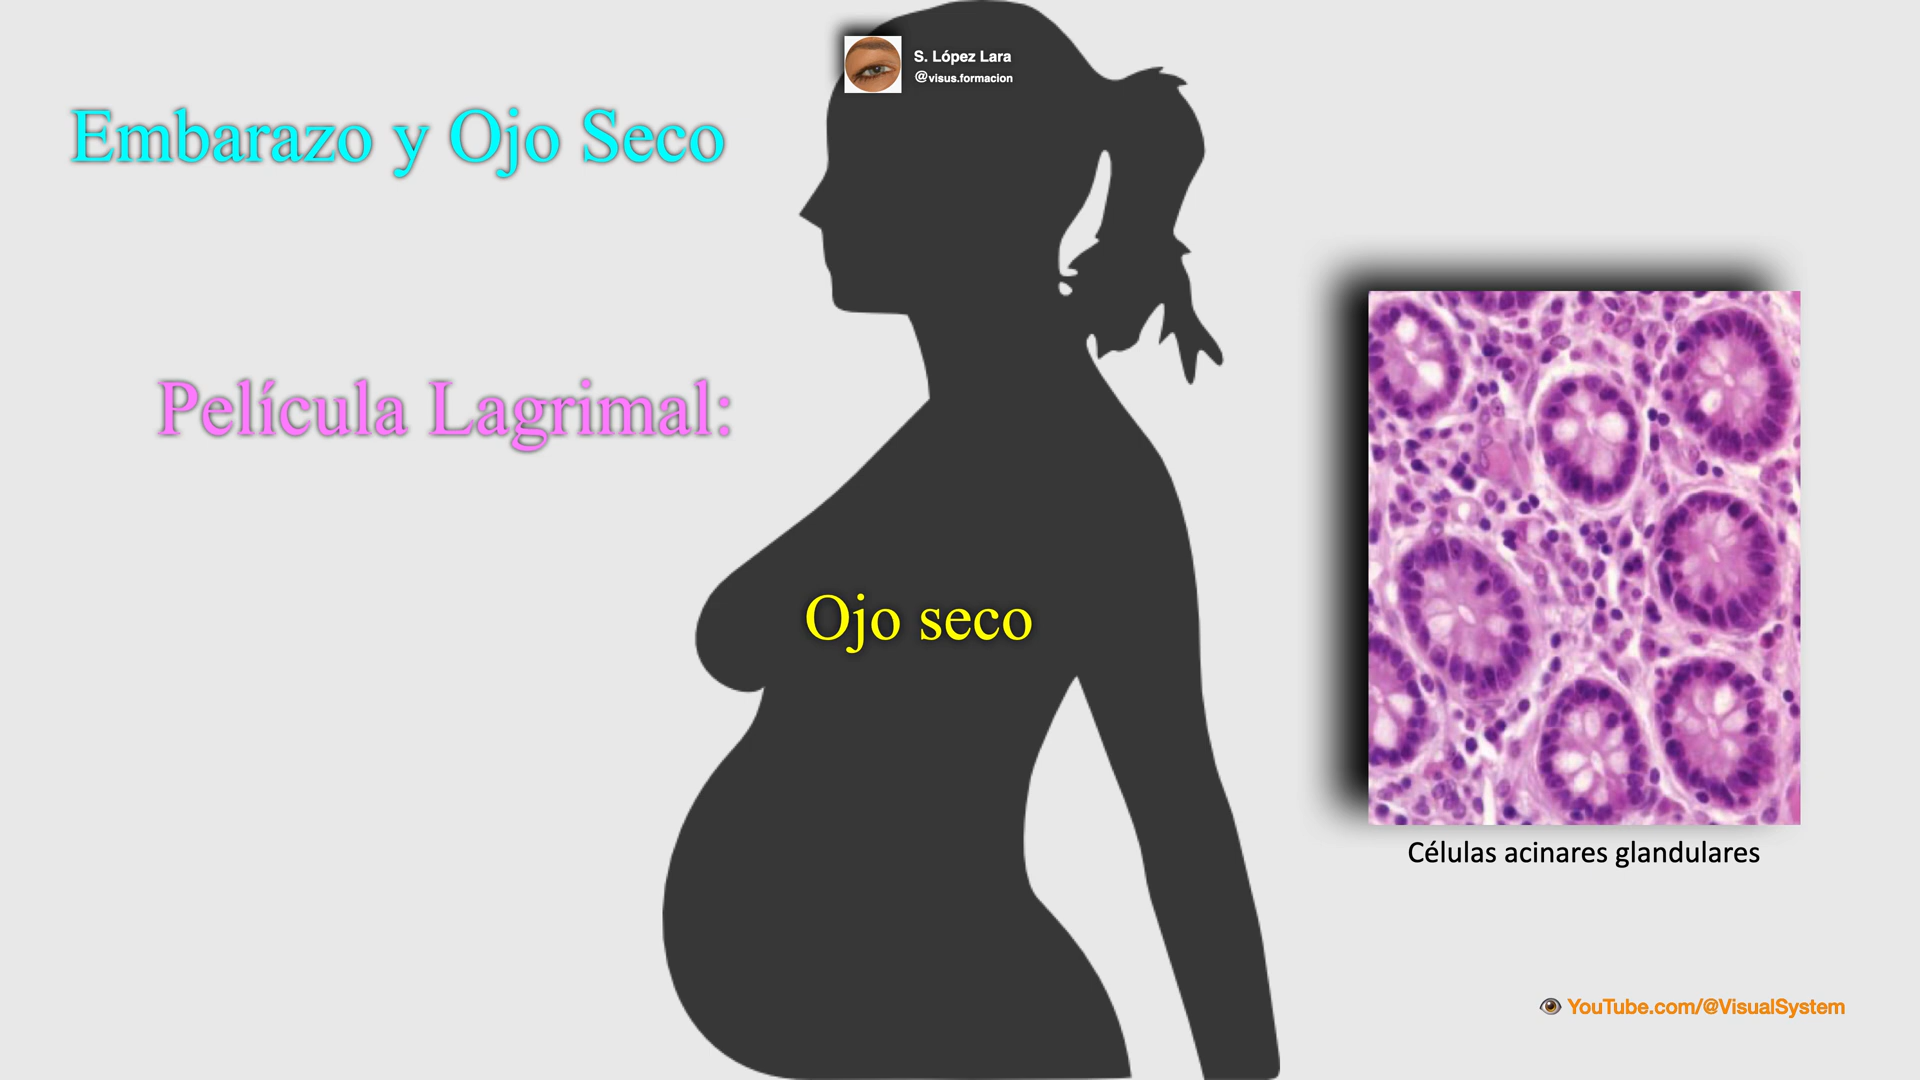 S. López Lara
@visus.formacion
Embarazo y Ojo Seco
Película Lagrimal:
Ojo seco
Células acinares glandulares
YouTube.com/@VisualSystem